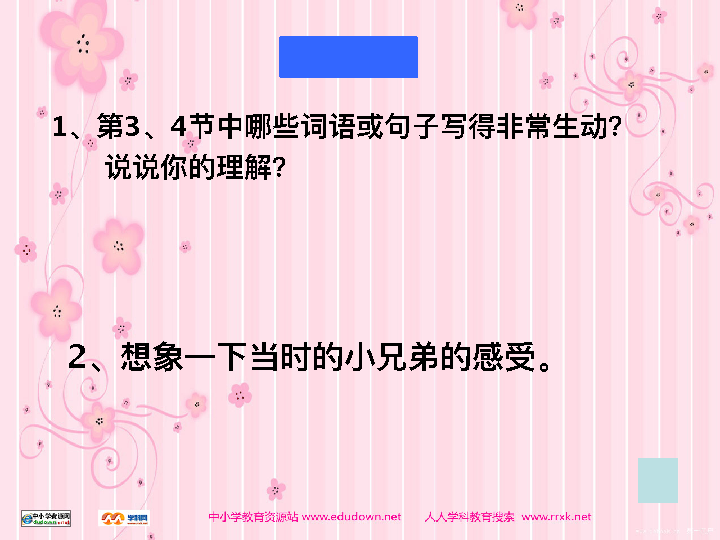 1、第3、4节中哪些词语或句子写得非常生动？
说说你的理解？
2、想象一下当时的小兄弟的感受。
中小学教育资源站 www.edudown.net 人人学科教育搜索 www.rrxk.net